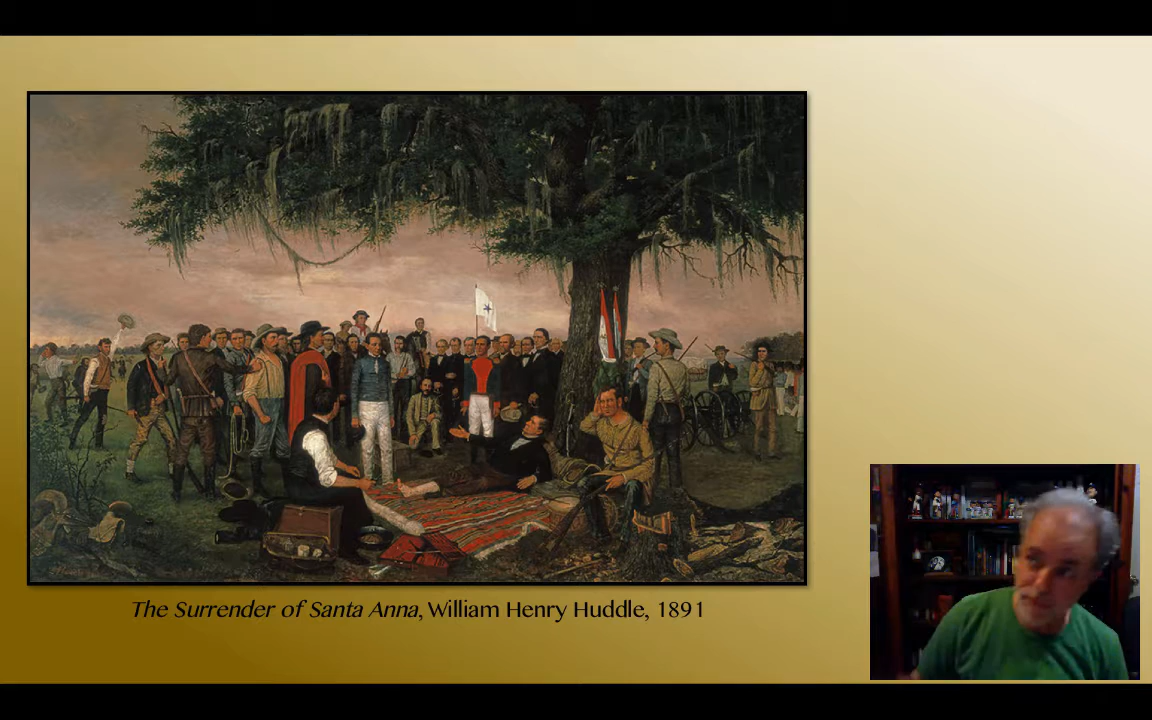 The Surrender of Santa Anna, William Henry Huddle, 1891